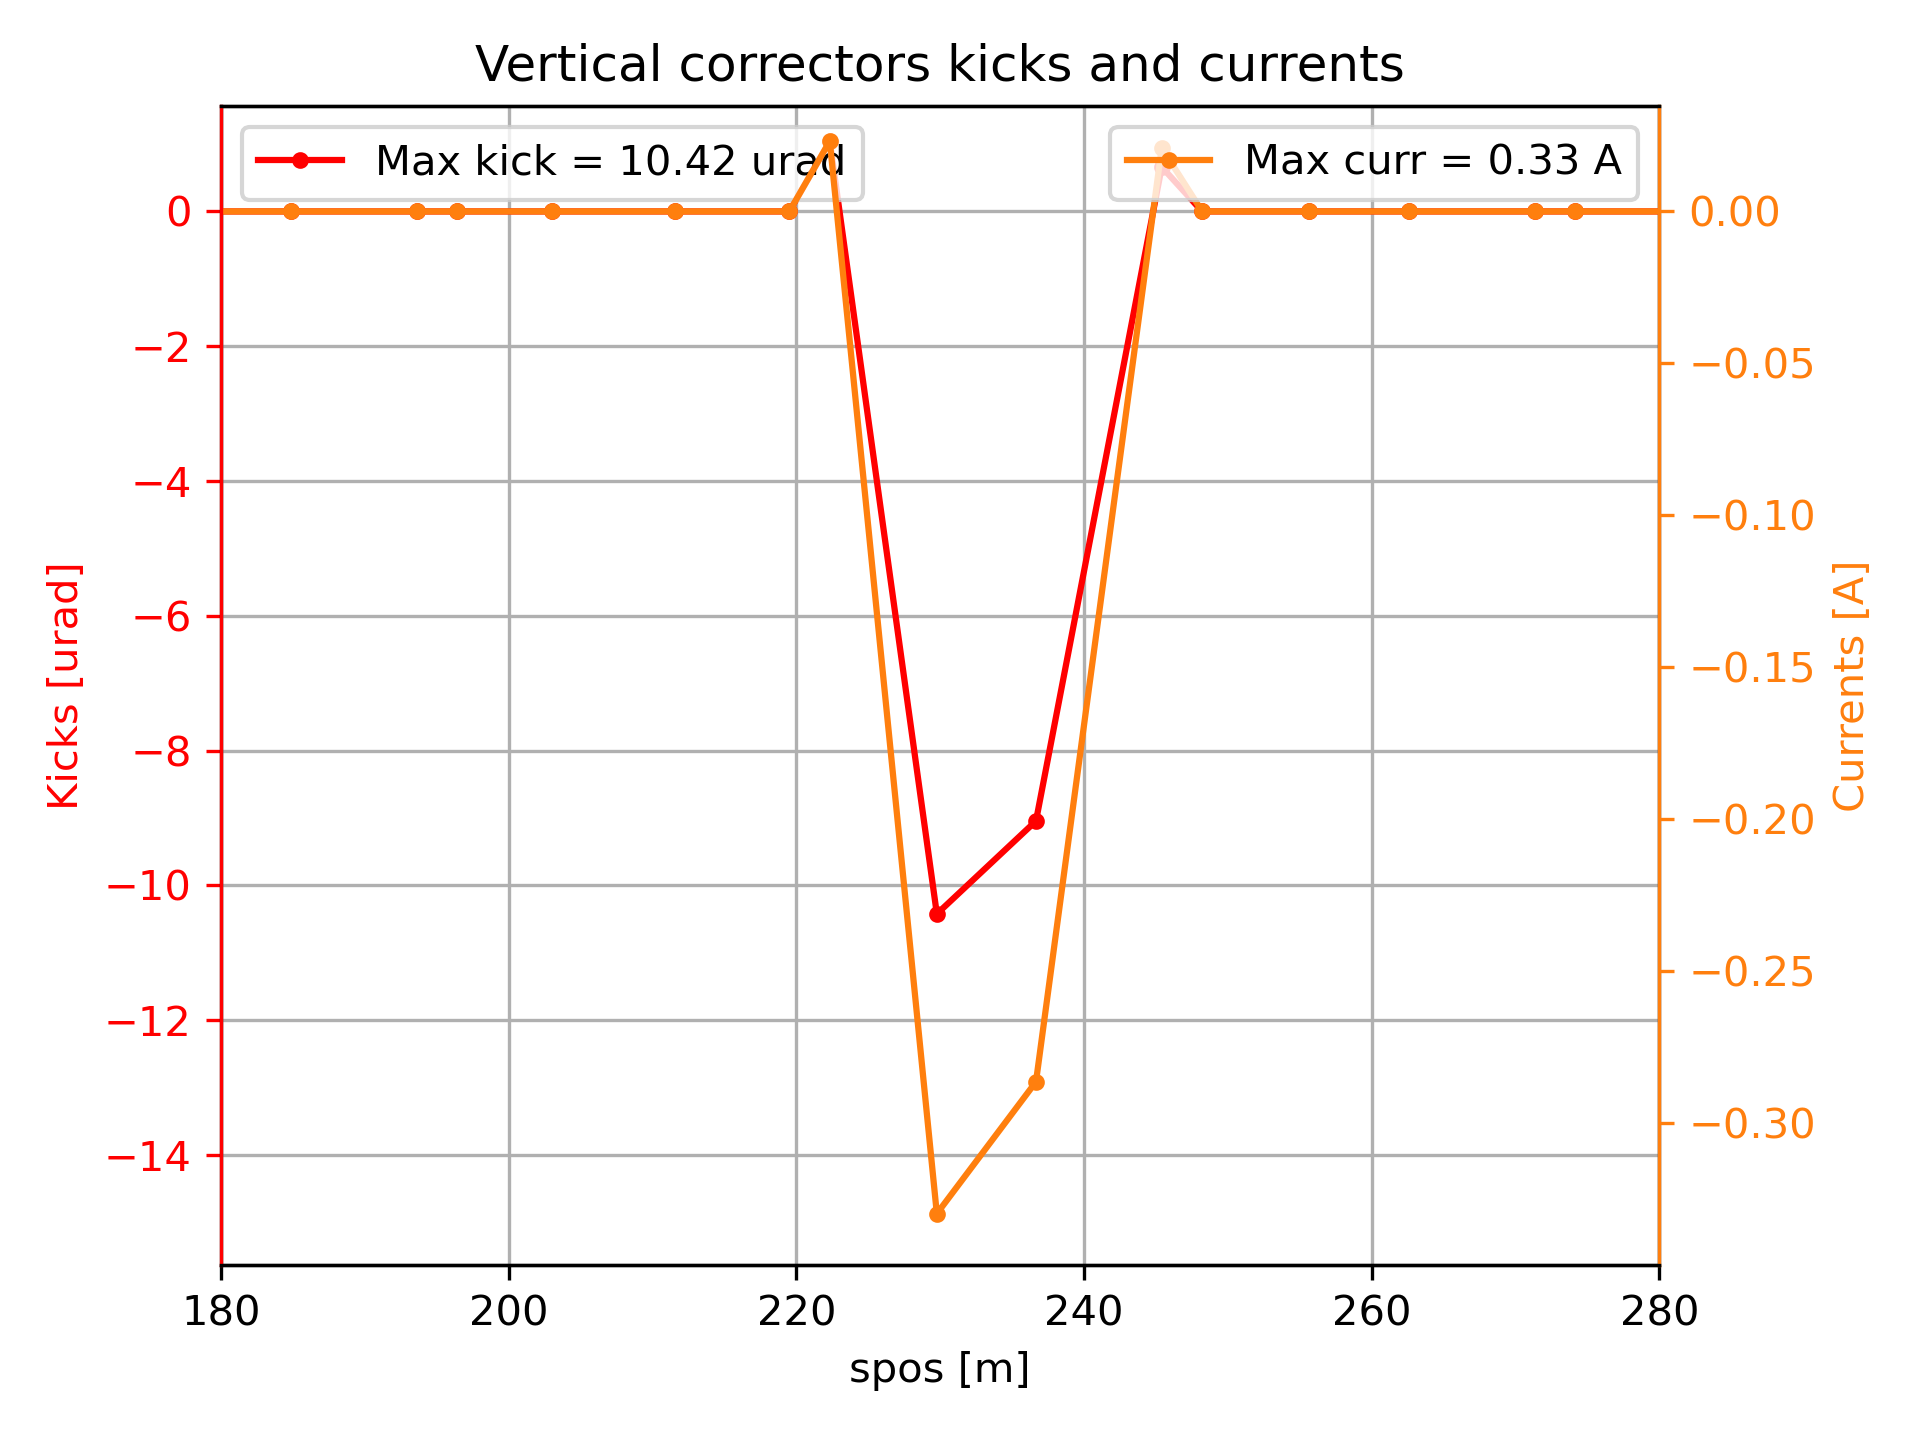 Vertical correctors kicks and currents
Max kick = 10.42 urad
Max curr = 0.33 A
0
−2
−4
−6
−8
−10
−12
−14
Kicks [urad]
0.00
−0.05
−0.10
−0.15
−0.20
−0.25
−0.30
Currents [A]
180 200 220 240 260 280
spos [m]